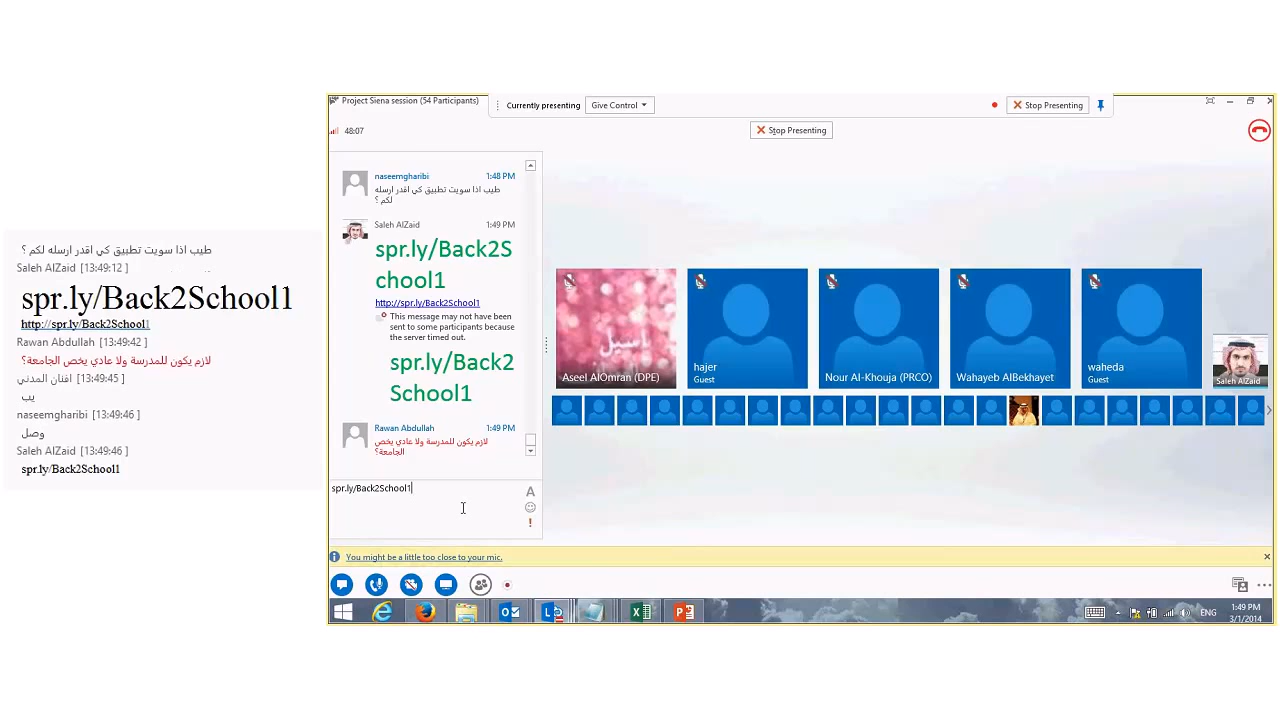 طيب اذا سويت تطبيق كي اقدر ارسله لكم ؟
Saleh AlZaid [13:49:12 ]
spr.ly/Back2School1
http://spr.ly/Back2School1
Rawan Abdullah [13:49:42 ]
لازم يكون للمدرسة ولا عادي يخص الجامعة؟
افنان المدني [13:49:45 ]
يب
naseemgharibi [13:49:46 ]
وصل
Saleh AlZaid [13:49:46 ]
spr.ly/Back2School1
Project Siena session (54 Participants)
Currently presenting
Give Control
Stop Presenting
48:07
Stop Presenting
naseemgharibi 1:48 PM
طيب اذا سويت تطبيق كي اقدر ارسله
لكم ؟
Saleh AlZaid 1:49 PM
spr.ly/Back2S
chool1
http://spr.ly/Back2School1
This message may not have been
sent to some participants because
the server timed out.
spr.ly/Back2
School1
Rawan Abdullah 1:49 PM
لازم يكون للمدرسة ولا عادي يخص
الجامعة؟
spr.ly/Back2School1
A
اسيل
Aseel AlOmran (DPE)
hajer
Guest
Nour Al-Khouja (PRCO)
Wahayeb AlBekhayet
waheda
Guest
Saleh AlZaid
You might be a little too close to your mic.
ENG
1:49 PM
3/1/2014